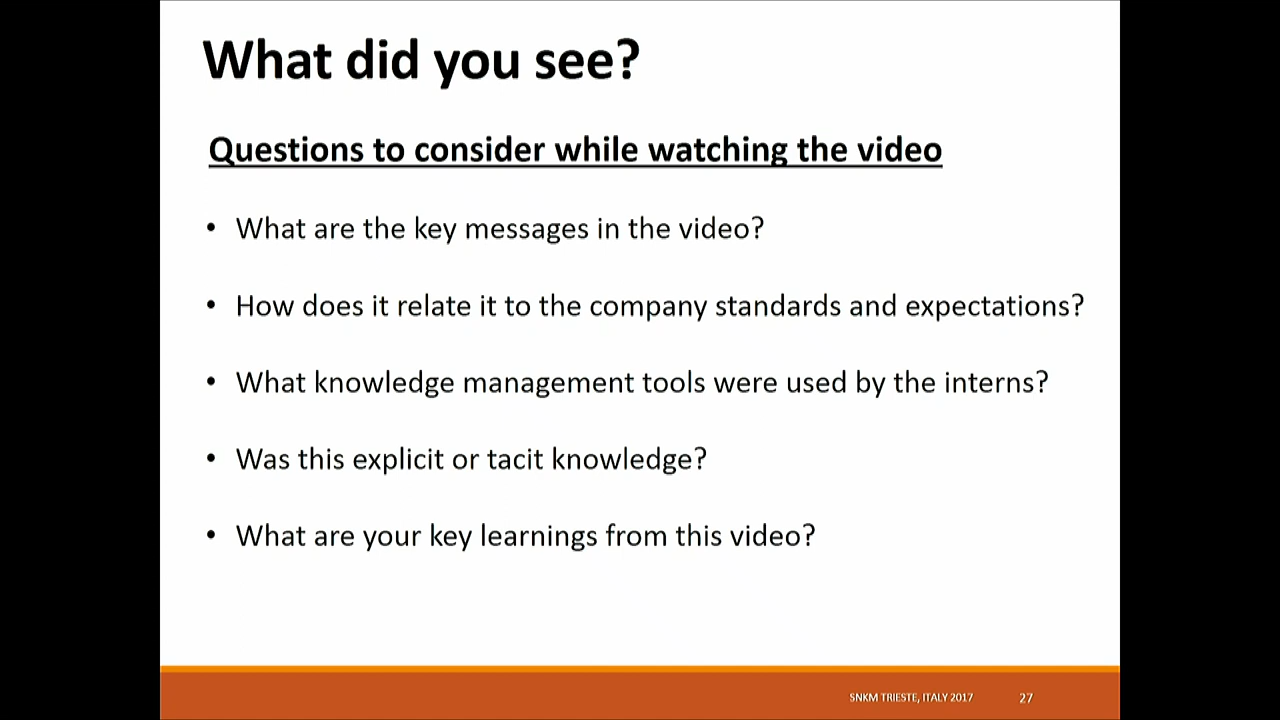 What did you see?
Questions to consider while watching the video
• What are the key messages in the video?
• How does it relate it to the company standards and expectations?
• What knowledge management tools were used by the interns?
• Was this explicit or tacit knowledge?
• What are your key learnings from this video?
SNKM TRIESTE, ITALY 2017 27